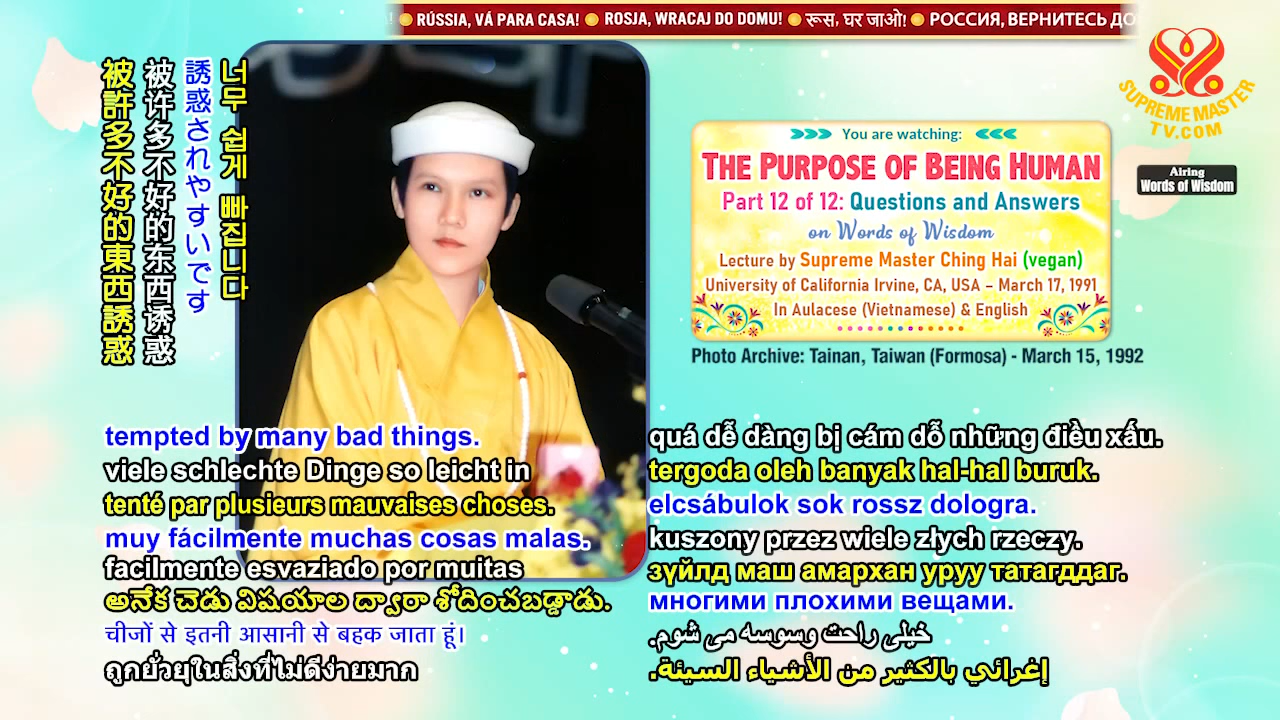 RÚSSIA, VÁ PARA CASA! ROSJA, WRACAJ DO DOMU! रूस, घर जाओ! РОССИЯ, ВЕРНИТЕСЬ
SUPREME MASTER
TV.COM
Airing
Words of Wisdom
You are watching:
THE PURPOSE OF BEING HUMAN
Part 12 of 12: Questions and Answers
on Words of Wisdom
Lecture by Supreme Master Ching Hai (vegan)
University of California Irvine, CA, USA – March 17, 1991
In Aulacese (Vietnamese) & English
Photo Archive: Tainan, Taiwan (Formosa) - March 15, 1992
너무 쉽게 빠집니다
誘惑されやすいです
被许多不好的东西诱惑
被許多不好的東西誘惑
tempted by many bad things.
viele schlechte Dinge so leicht in
tenté par plusieurs mauvaises choses.
muy fácilmente muchas cosas malas.
facilmente esvaziado por muitas
అనేక చెడు విషయాల ద్వారా శోదించబడ్డాడు.
चीजों से इतनी आसानी से बहक जाता हूं।
ถูกยั่วยุในสิ่งที่ไม่ดีง่ายมาก
quá dễ dàng bị cám dỗ những điều xấu.
tergoda oleh banyak hal-hal buruk.
elcsábulok sok rossz dologra.
kuszony przez wiele złych rzeczy.
зүйлд маш амархан уруу татагддаг.
многими плохими вещами.
خیلی راحت وسوسه می شوم.
إغرائي بالكثير من الأشياء السيئة.